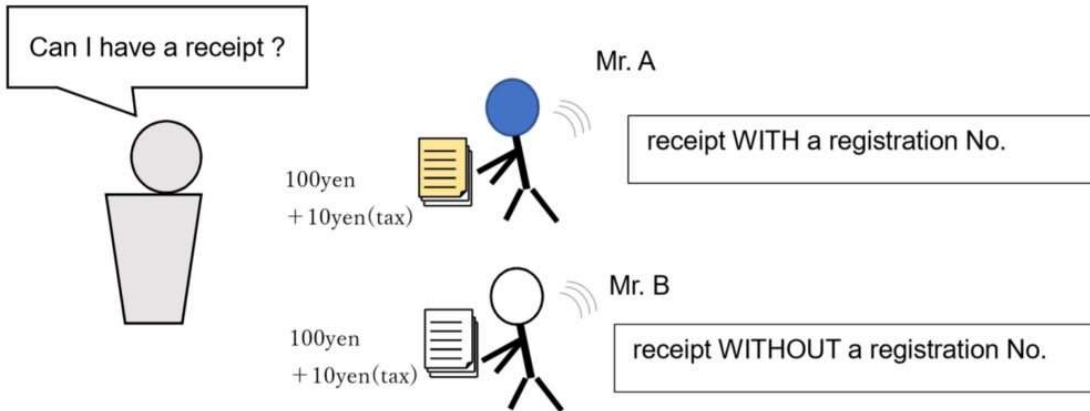 Can I have a receipt ?
Mr. A
receipt WITH a registration No.
100yen
＋10yen(tax)
Mr. B
receipt WITHOUT a registration No.
100yen
＋10yen(tax)